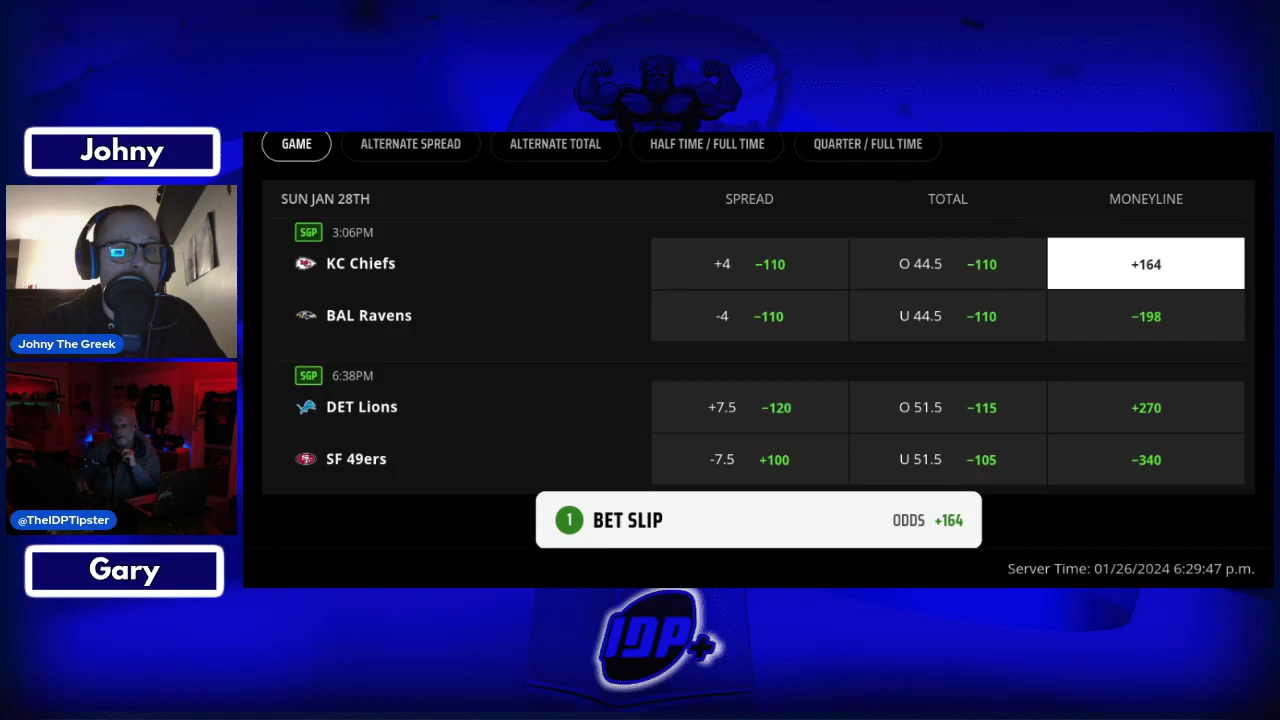 Johny
Johny The Greek
@TheIDPTipster
Gary
GAME ALTERNATE SPREAD ALTERNATE TOTAL HALF TIME / FULL TIME QUARTER / FULL TIME
SUN JAN 28TH SPREAD TOTAL MONEYLINE
SGP 3:06PM
KC Chiefs +4 −110 O 44.5 −110 +164
BAL Ravens -4 −110 U 44.5 −110 −198
SGP 6:38PM
DET Lions +7.5 −120 O 51.5 −115 +270
SF 49ers -7.5 +100 U 51.5 −105 −340
1 BET SLIP ODDS +164
Server Time: 01/26/2024 6:29:47 p.m.
IDP+
18